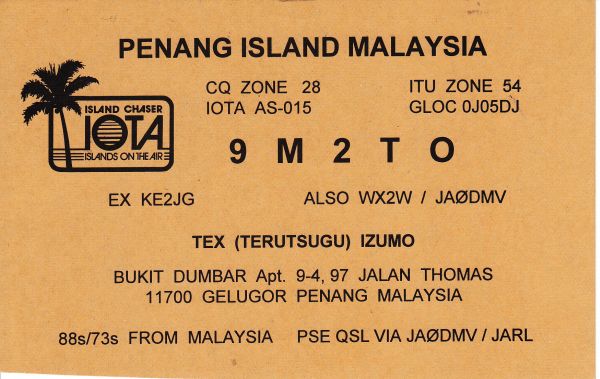 PENANG ISLAND MALAYSIA
CQ ZONE 28 ITU ZONE 54
IOTA AS-015 GLOC 0J05DJ
ISLAND CHASER
IOTA
ISLANDS ON THE AIR
9 M 2 T O
EX KE2JG ALSO WX2W / JAØDMV
TEX (TERUTSUGU) IZUMO
BUKIT DUMBAR Apt. 9-4, 97 JALAN THOMAS
11700 GELUGOR PENANG MALAYSIA
88s/73s FROM MALAYSIA PSE QSL VIA JAØDMV / JARL